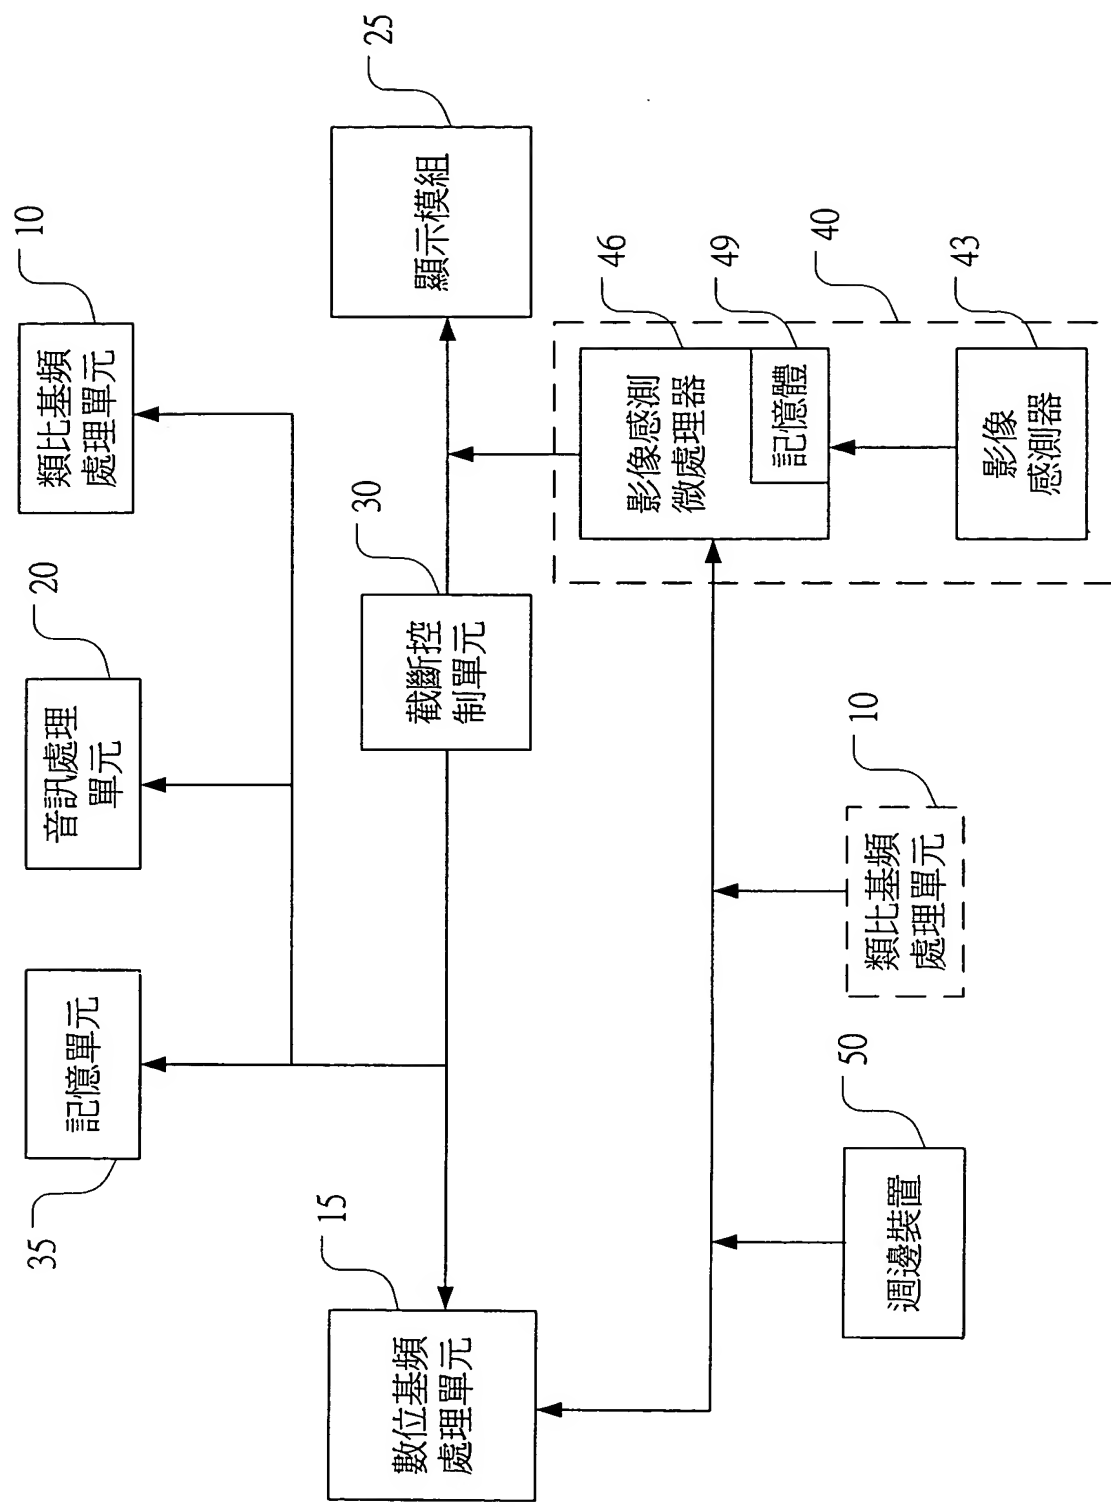 35
記憶單元
20
音訊處理
單元
10
類比基頻
處理單元
15
數位基頻
處理單元
30
截斷控
制單元
25
顯示模組
46
影像感測
微處理器
49
記憶體
40
43
影像
感測器
50
週邊裝置
10
類比基頻
處理單元